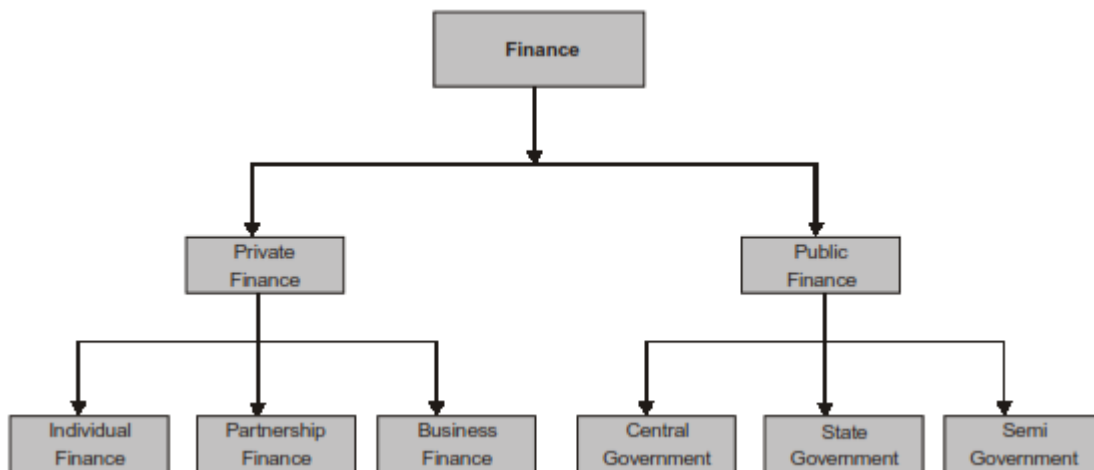 Finance
Private
Finance
Public
Finance
Individual
Finance
Partnership
Finance
Business
Finance
Central
Government
State
Government
Semi
Government